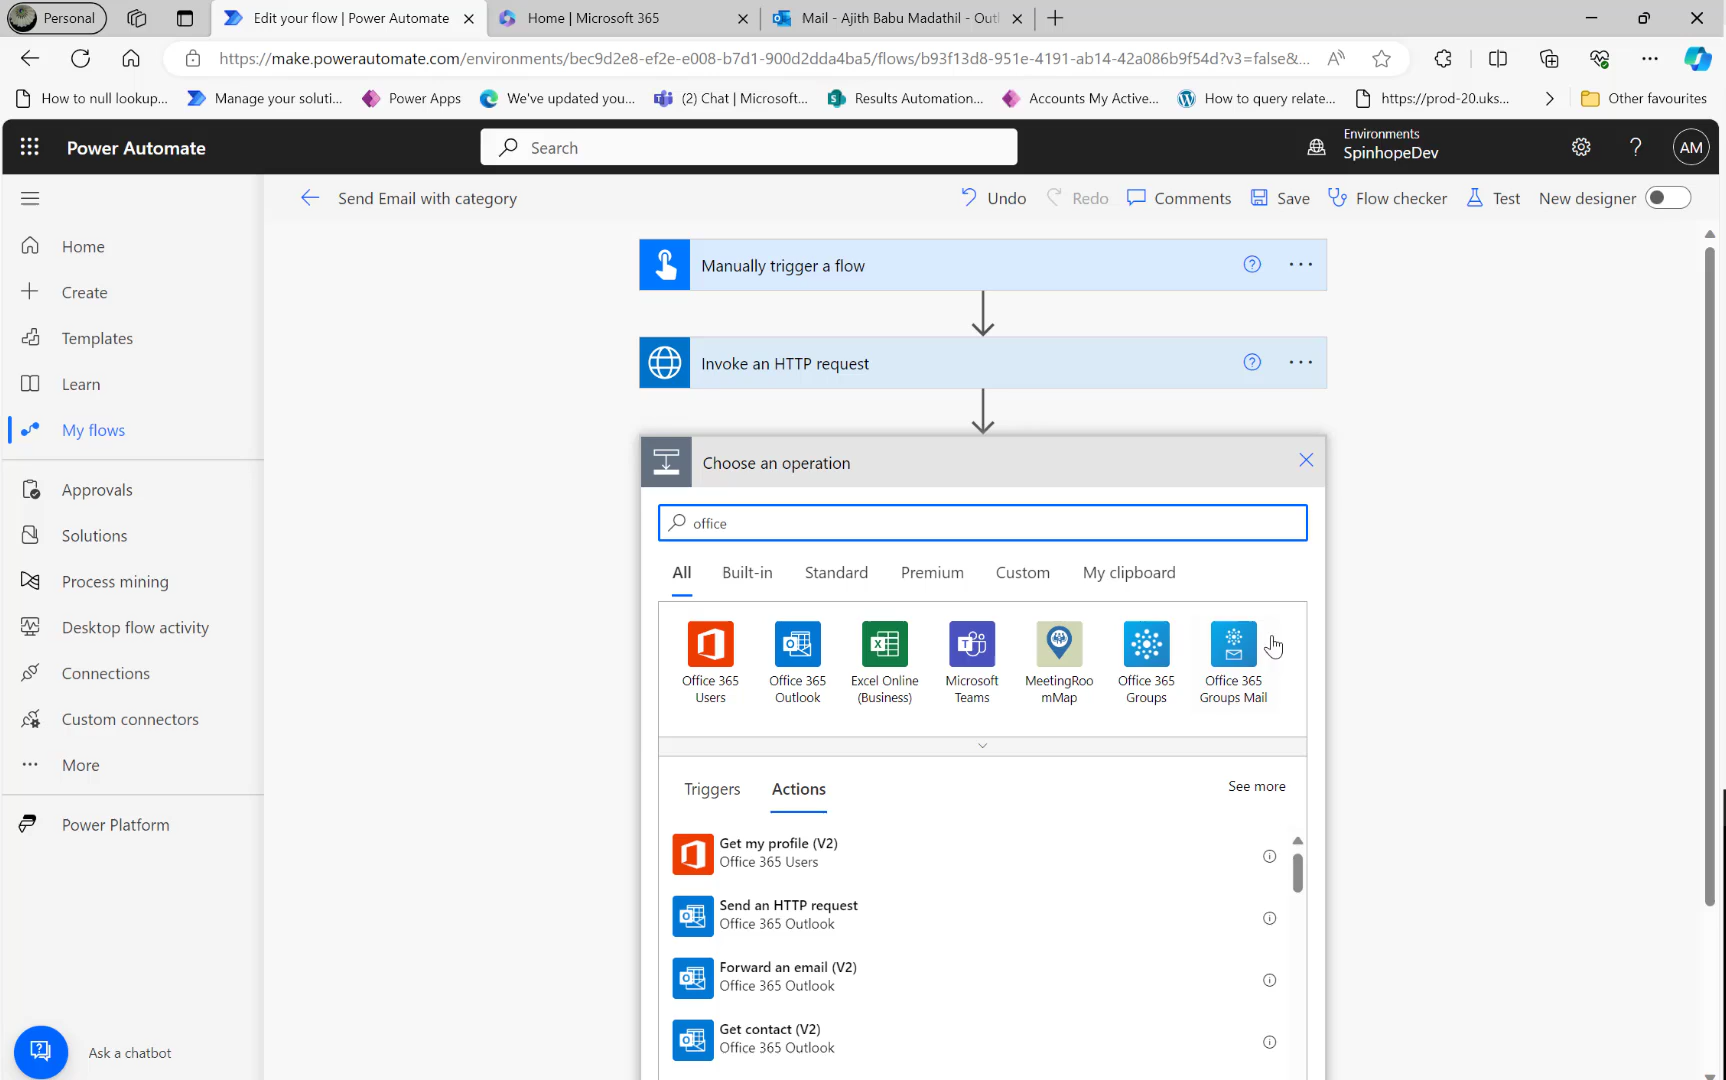 Personal
Edit your flow | Power Automate
Home | Microsoft 365
Mail - Ajith Babu Madathil - Outl
https://make.powerautomate.com/environments/bec9d2e8-ef2e-e008-b7d1-900d2dda4ba5/flows/b93f13d8-951e-4191-ab14-42a086b9f54d?v3=false&...
How to null lookup...
Manage your soluti...
Power Apps
We've updated you...
(2) Chat | Microsoft...
Results Automation...
Accounts My Active...
How to query relate...
https://prod-20.uks...
Other favourites
Power Automate
Search
Environments
SpinhopeDev
AM
Send Email with category
Undo
Redo
Comments
Save
Flow checker
Test
New designer
Home
Create
Templates
Learn
My flows
Approvals
Solutions
Process mining
Desktop flow activity
Connections
Custom connectors
More
Power Platform
Ask a chatbot
Manually trigger a flow
Invoke an HTTP request
Choose an operation
office
All
Built-in
Standard
Premium
Custom
My clipboard
Office 365
Users
Office 365
Outlook
Excel Online
(Business)
Microsoft
Teams
MeetingRoo
mMap
Office 365
Groups
Office 365
Groups Mail
Triggers
Actions
See more
Get my profile (V2)
Office 365 Users
Send an HTTP request
Office 365 Outlook
Forward an email (V2)
Office 365 Outlook
Get contact (V2)
Office 365 Outlook